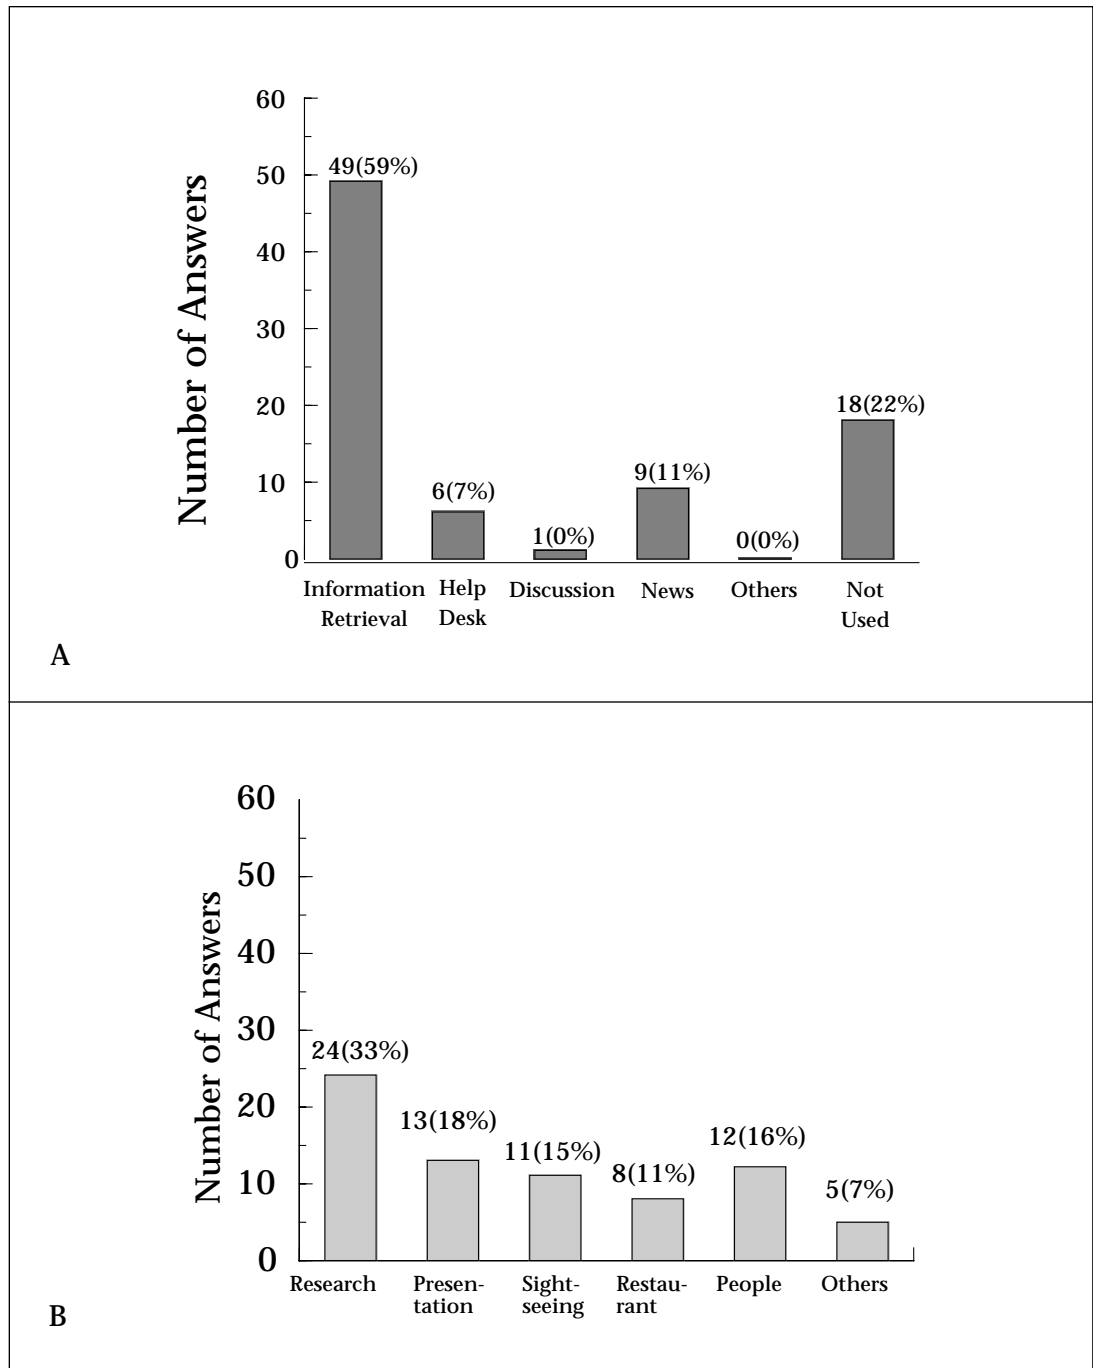 60
49(59%)
50
40
30
18(22%)
20
9(11%)
10
6(7%)
1(0%)
0(0%)
0
Number of Answers
Information Retrieval
Help Desk
Discussion
News
Others
Not Used
A
60
50
40
30
24(33%)
20
13(18%)
12(16%)
11(15%)
8(11%)
10
5(7%)
0
Number of Answers
Research
Presen-
tation
Sight-
seeing
Restau-
rant
People
Others
B